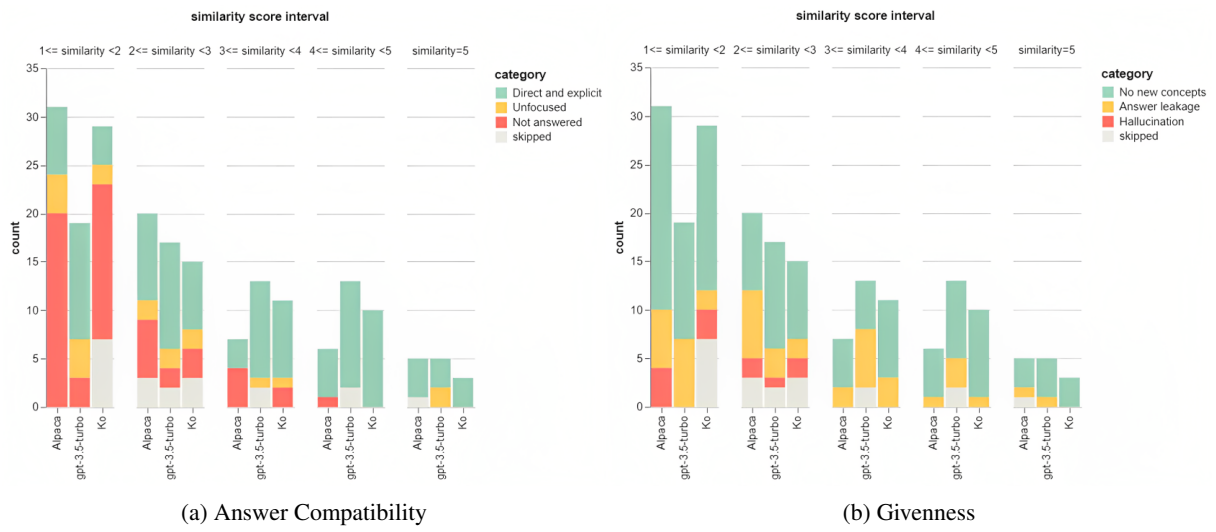 similarity score interval
1<= similarity <2 2<= similarity <3 3<= similarity <4 4<= similarity <5 similarity=5
35
30
25
20
15
10
5
0
count
Alpaca
gpt-3.5-turbo
Ko
Alpaca
gpt-3.5-turbo
Ko
Alpaca
gpt-3.5-turbo
Ko
Alpaca
gpt-3.5-turbo
Ko
Alpaca
gpt-3.5-turbo
Ko
category
Direct and explicit
Unfocused
Not answered
skipped
(a) Answer Compatibility
similarity score interval
1<= similarity <2 2<= similarity <3 3<= similarity <4 4<= similarity <5 similarity=5
35
30
25
20
15
10
5
0
count
Alpaca
gpt-3.5-turbo
Ko
Alpaca
gpt-3.5-turbo
Ko
Alpaca
gpt-3.5-turbo
Ko
Alpaca
gpt-3.5-turbo
Ko
Alpaca
gpt-3.5-turbo
Ko
category
No new concepts
Answer leakage
Hallucination
skipped
(b) Givenness